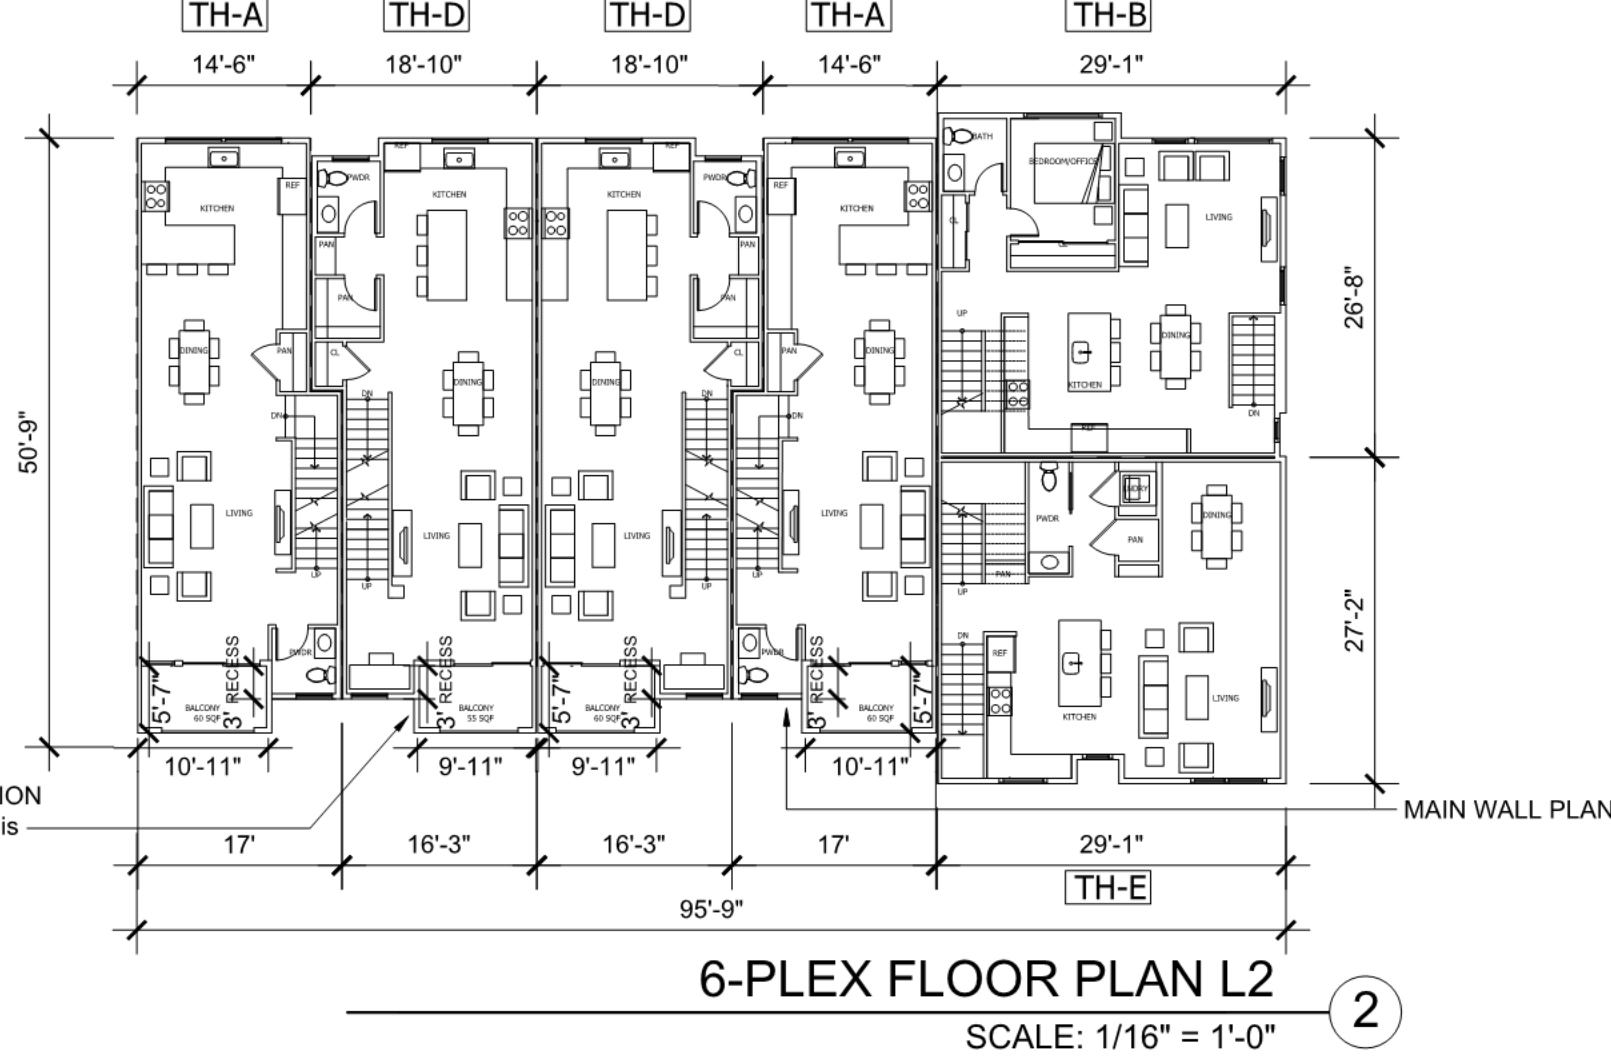 TH-A TH-D TH-D TH-A TH-B
14'-6" 18'-10" 18'-10" 14'-6" 29'-1"
50'-9"
26'-8"
27'-2"
REF
KITCHEN
DINING
PAN
DN
LIVING
UP
PWDR
BALCONY
60 SQF
5'-7"
3' RECESS
REF
PWDR
KITCHEN
PAN
PAN
CL
DN
DINING
LIVING
UP
3' RECESS
BALCONY
55 SQF
REF
KITCHEN
PWDR
PAN
PAN
CL
DINING
DN
LIVING
UP
5'-7"
3' RECESS
BALCONY
60 SQF
REF
KITCHEN
PAN
DINING
DN
LIVING
UP
PWDR
3' RECESS
BALCONY
60 SQF
5'-7"
BATH
BEDROOM/OFFICE
CL
CL
LIVING
UP
DINING
KITCHEN
REF
DN
LNDRY
PWDR
PAN
DINING
PAN
UP
DN
REF
KITCHEN
LIVING
10'-11" 9'-11" 9'-11" 10'-11"
ION
is
MAIN WALL PLAN
17' 16'-3" 16'-3" 17' 29'-1"
TH-E
95'-9"
6-PLEX FLOOR PLAN L2
2
SCALE: 1/16" = 1'-0"